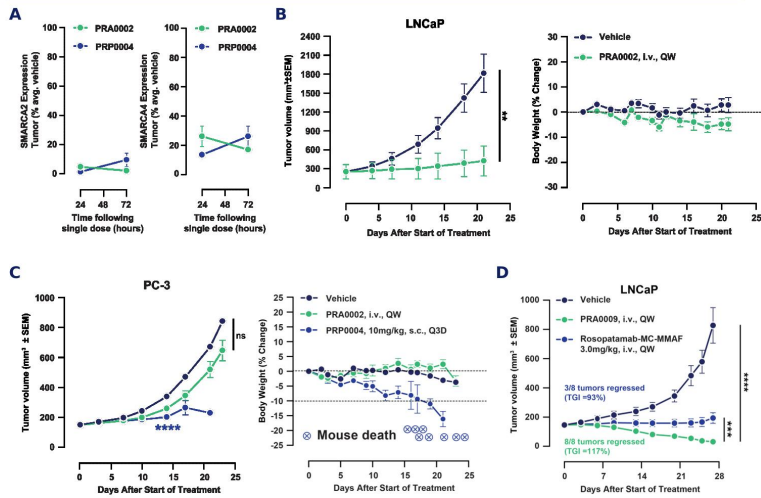 A
PRA0002
PRP0004
SMARCA2 Expression
Tumor (% avg. vehicle)
100
80
60
40
20
0
24 48 72
Time following
single dose (hours)
PRA0002
PRP0004
SMARCA4 Expression
Tumor (% avg. vehicle)
100
80
60
40
20
0
24 48 72
Time following
single dose (hours)
B
LNCaP
Tumor volume (mm³±SEM)
2400
2100
1800
1500
1200
900
600
300
0
**
0 5 10 15 20 25
Days After Start of Treatment
Vehicle
PRA0002, i.v., QW
Body Weight (% Change)
30
20
10
0
-10
-20
-30
0 5 10 15 20 25
Days After Start of Treatment
C
PC-3
Tumor volume (mm³ ± SEM)
1000
800
600
400
200
0
ns
****
0 5 10 15 20 25
Days After Start of Treatment
Vehicle
PRA0002, i.v., QW
PRP0004, 10mg/kg, s.c., Q3D
Body Weight (% Change)
25
20
15
10
5
0
-5
-10
-15
-20
-25
Mouse death
0 5 10 15 20 25
Days After Start of Treatment
D
LNCaP
Vehicle
PRA0009, i.v., QW
Rosopatamab-MC-MMAF
3.0mg/kg, i.v., QW
Tumor volume (mm³ ± SEM)
1000
800
600
400
200
0
3/8 tumors regressed
(TGI =93%)
8/8 tumors regressed
(TGI =117%)
****
***
0 7 14 21 28
Days After Start of Treatment